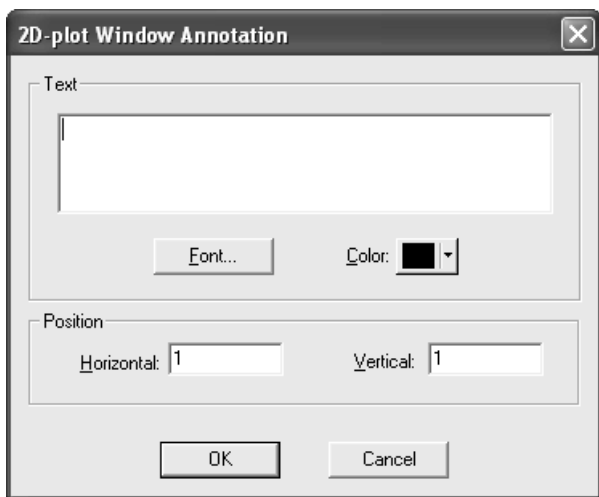 2D-plot Window Annotation
Text
Font...
Color:
Position
Horizontal: 1
Vertical: 1
OK
Cancel